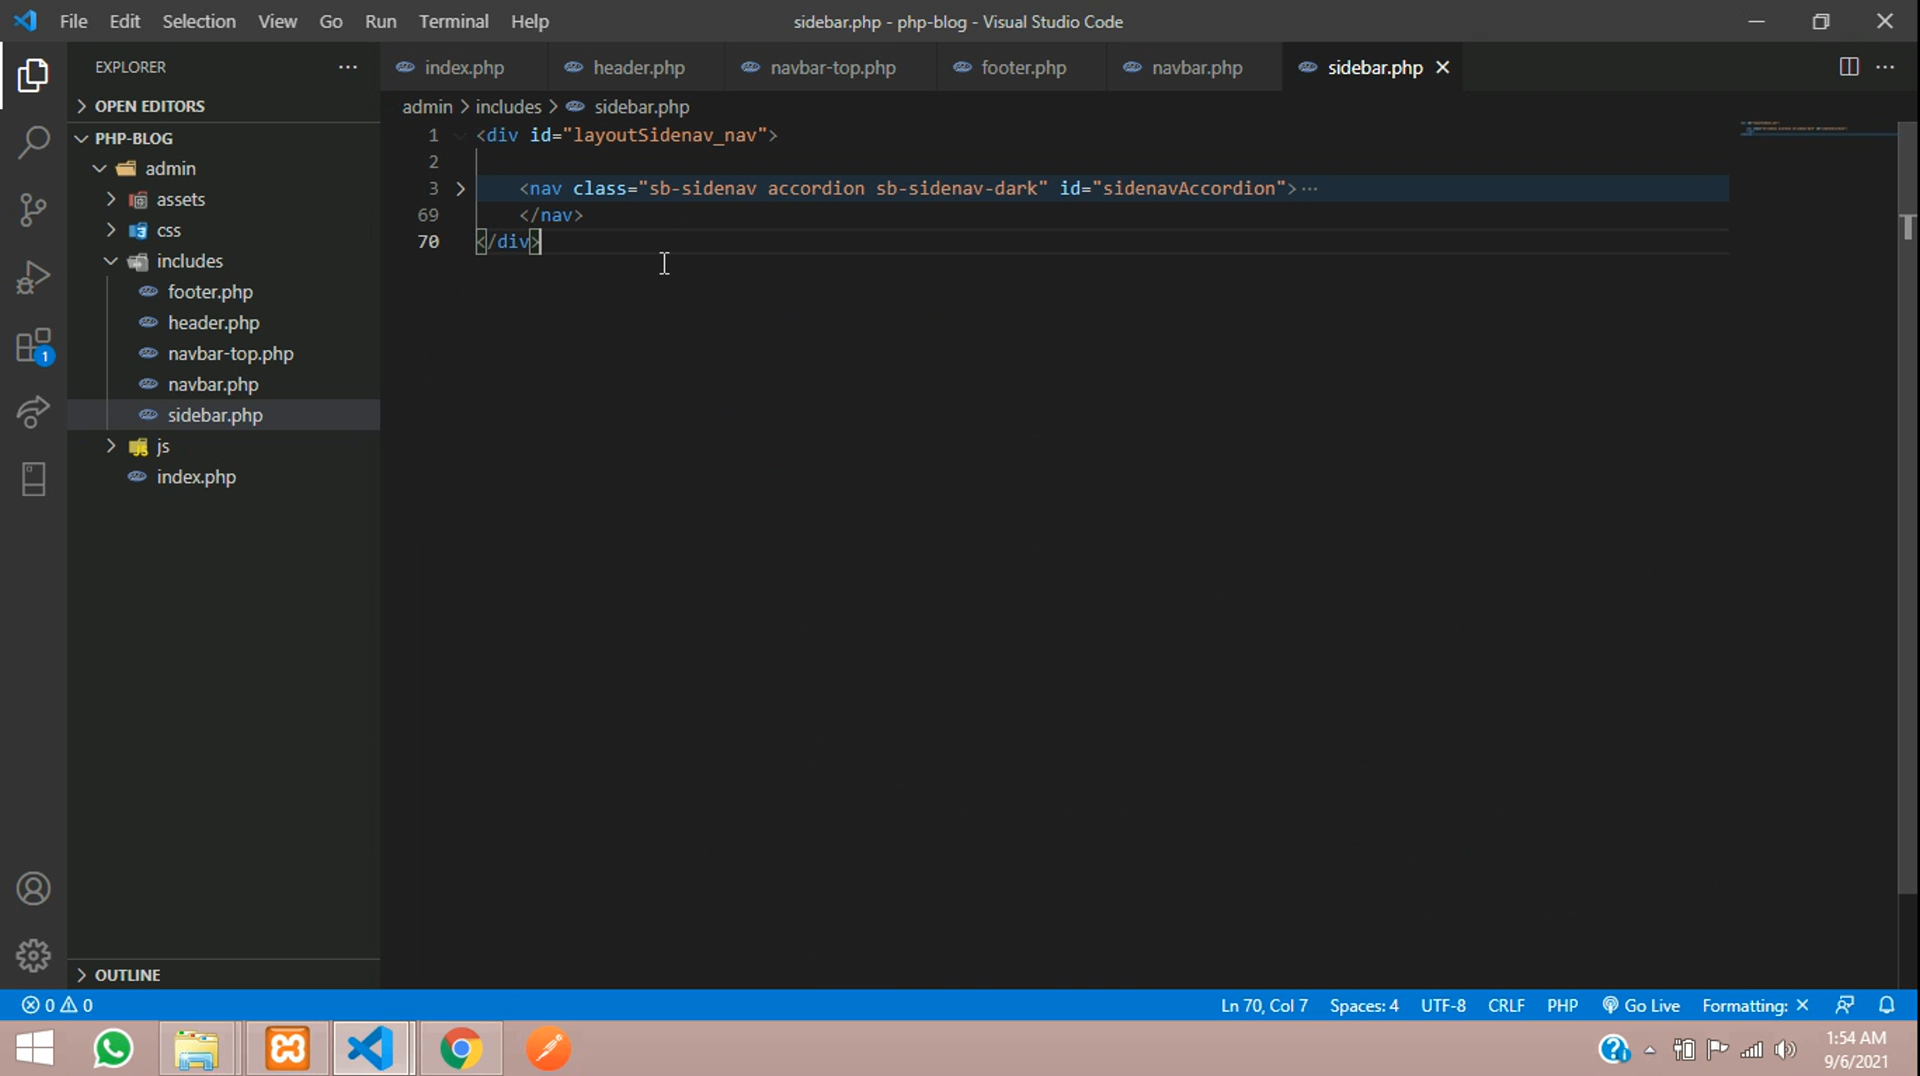 File Edit Selection View Go Run Terminal Help
sidebar.php - php-blog - Visual Studio Code
EXPLORER
index.php header.php navbar-top.php footer.php navbar.php sidebar.php
OPEN EDITORS
admin > includes > sidebar.php
PHP-BLOG
admin
assets
css
includes
footer.php
header.php
navbar-top.php
navbar.php
sidebar.php
js
index.php
1 <div id="layoutSidenav_nav">
2
3 <nav class="sb-sidenav accordion sb-sidenav-dark" id="sidenavAccordion">···
69 </nav>
70 </div>
1
OUTLINE
0 0
Ln 70, Col 7 Spaces: 4 UTF-8 CRLF PHP Go Live Formatting: ×
1:54 AM
9/6/2021